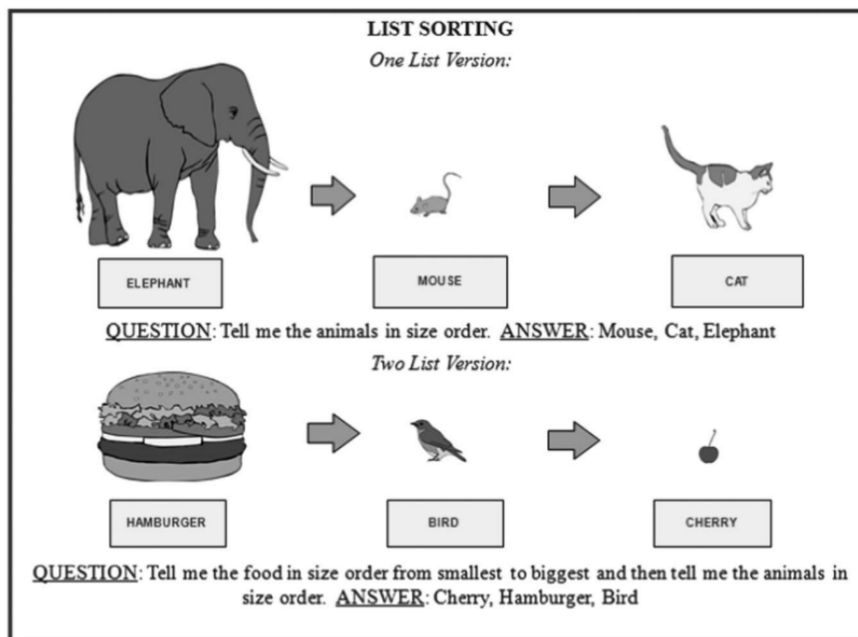 LIST SORTING
One List Version:
ELEPHANT
MOUSE
CAT
QUESTION: Tell me the animals in size order. ANSWER: Mouse, Cat, Elephant
Two List Version:
HAMBURGER
BIRD
CHERRY
QUESTION: Tell me the food in size order from smallest to biggest and then tell me the animals in
size order. ANSWER: Cherry, Hamburger, Bird